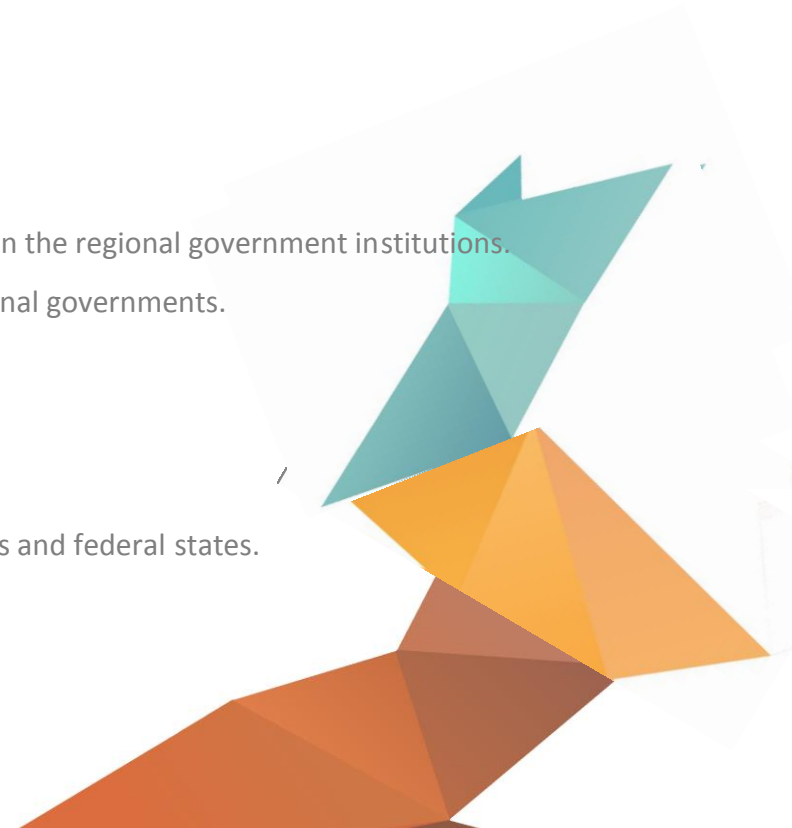 n the regional government institutions.
nal governments.
s and federal states.